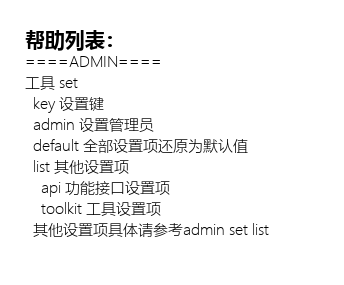 帮助列表：
====ADMIN====
工具 set
key 设置键
admin 设置管理员
default 全部设置项还原为默认值
list 其他设置项
api 功能接口设置项
toolkit 工具设置项
其他设置项具体请参考admin set list